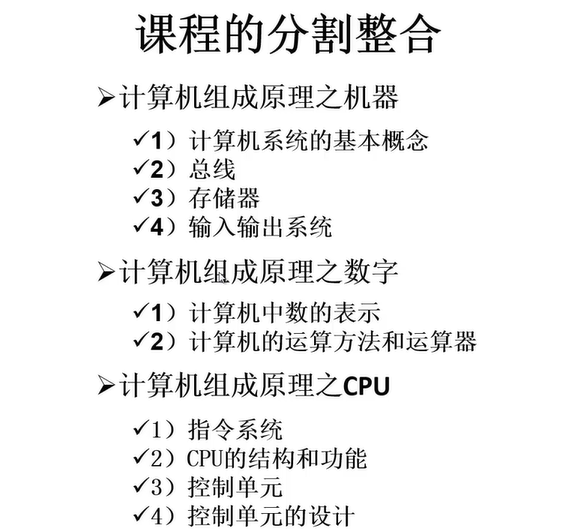 课程的分割整合
➢计算机组成原理之机器
✓1）计算机系统的基本概念
✓2）总线
✓3）存储器
✓4）输入输出系统
➢计算机组成原理之数字
✓1）计算机中数的表示
✓2）计算机的运算方法和运算器
➢计算机组成原理之CPU
✓1）指令系统
✓2）CPU的结构和功能
✓3）控制单元
✓4）控制单元的设计